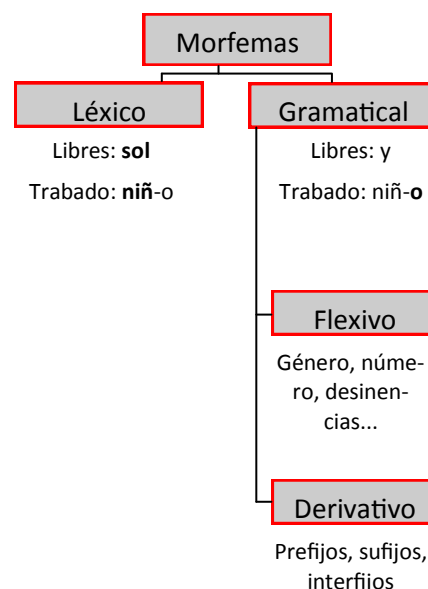 Morfemas
Léxico
Libres: sol
Trabado: niñ-o
Gramatical
Libres: y
Trabado: niñ-o
Flexivo
Género, núme-
ro, desinen-
cias...
Derivativo
Prefijos, sufijos,
interfijos